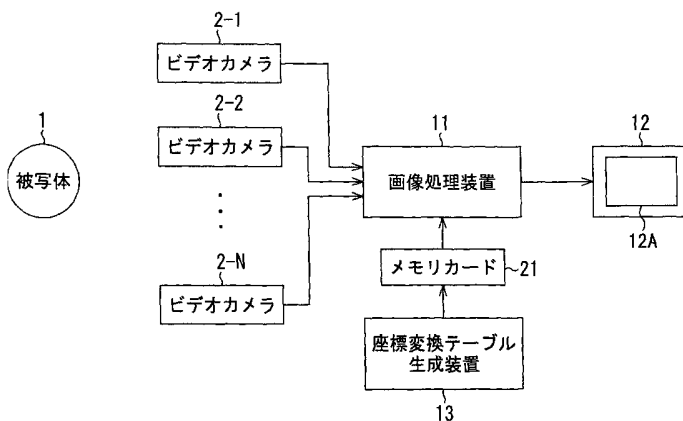 2-1
ビデオカメラ
2-2
ビデオカメラ
1
被写体
11
画像処理装置
12
12A
2-N
ビデオカメラ
メモリカード
21
座標変換テーブル
生成装置
13